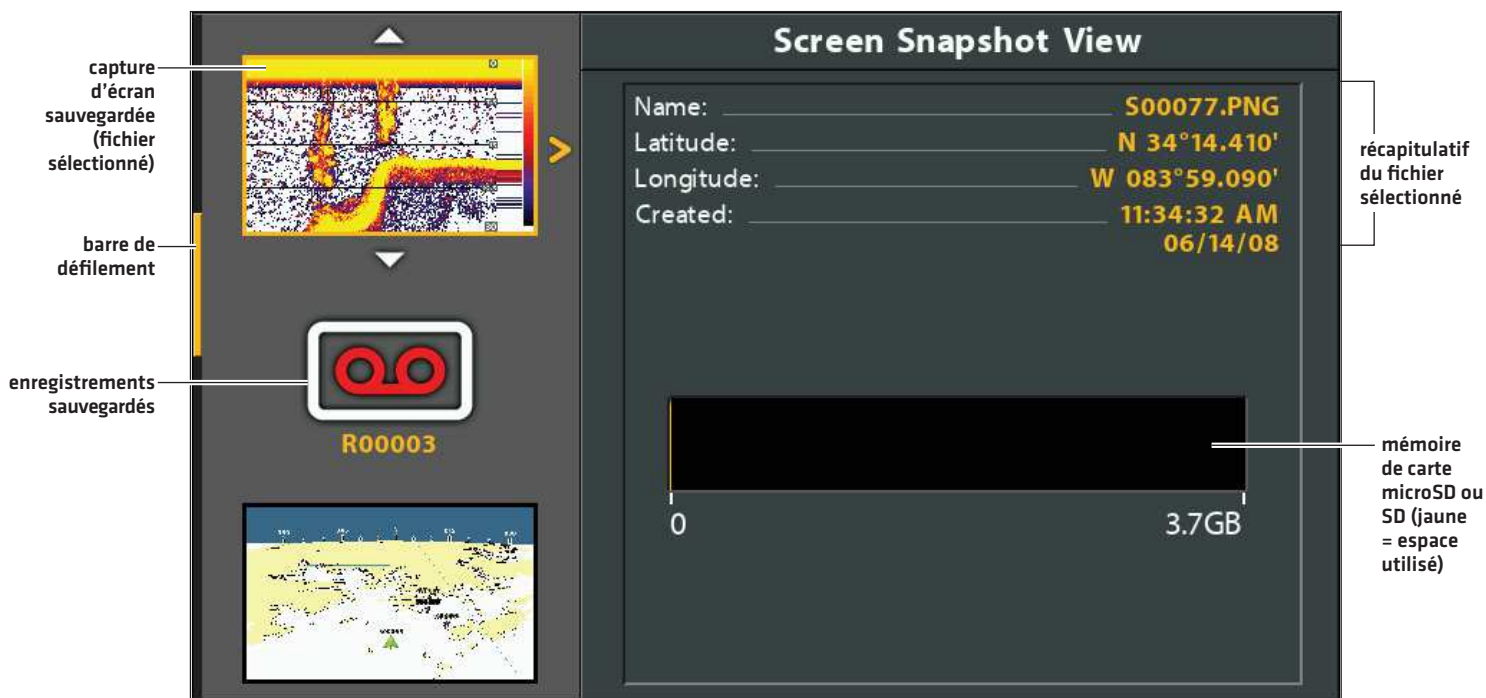 Screen Snapshot View
capture
d'écran
sauvegardée
(fichier
sélectionné)
barre de
défilement
enregistrements
sauvegardés
R00003
Name: S00077.PNG
Latitude: N 34°14.410'
Longitude: W 083°59.090'
Created: 11:34:32 AM
06/14/08
récapitulatif
du fichier
sélectionné
0
3.7GB
mémoire
de carte
microSD ou
SD (jaune
= espace
utilisé)